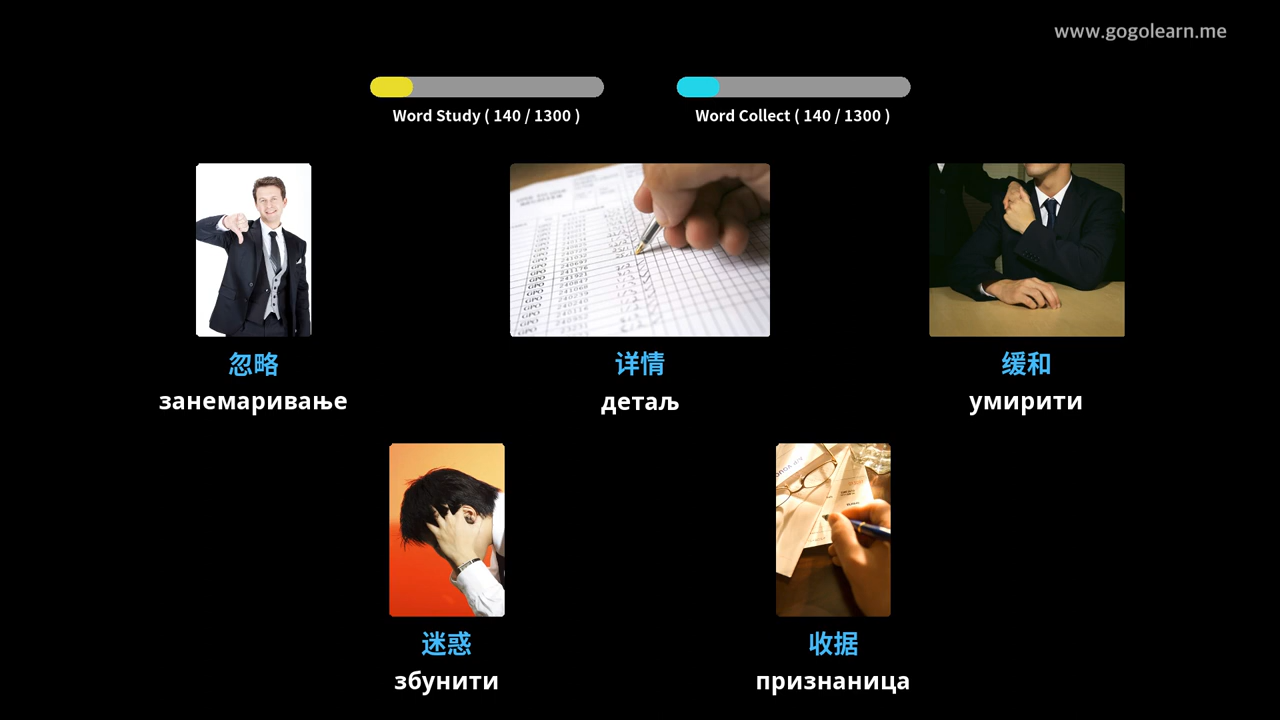 www.gogolearn.me
Word Study ( 140 / 1300 )
Word Collect ( 140 / 1300 )
忽略
занемаривање
详情
детаљ
缓和
умирити
迷惑
збунити
收据
признаница